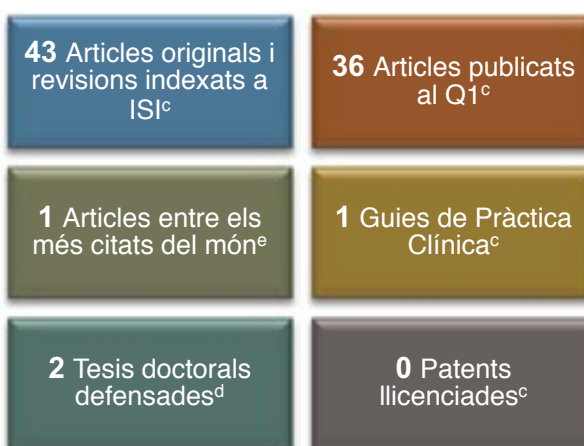 43 Articles originals i
revisions indexats a
ISIᶜ
36 Articles publicats
al Q1ᶜ
1 Articles entre els
més citats del mónᵉ
1 Guies de Pràctica
Clínicaᶜ
2 Tesis doctorals
defensadesᵈ
0 Patents
llicenciadesᶜ